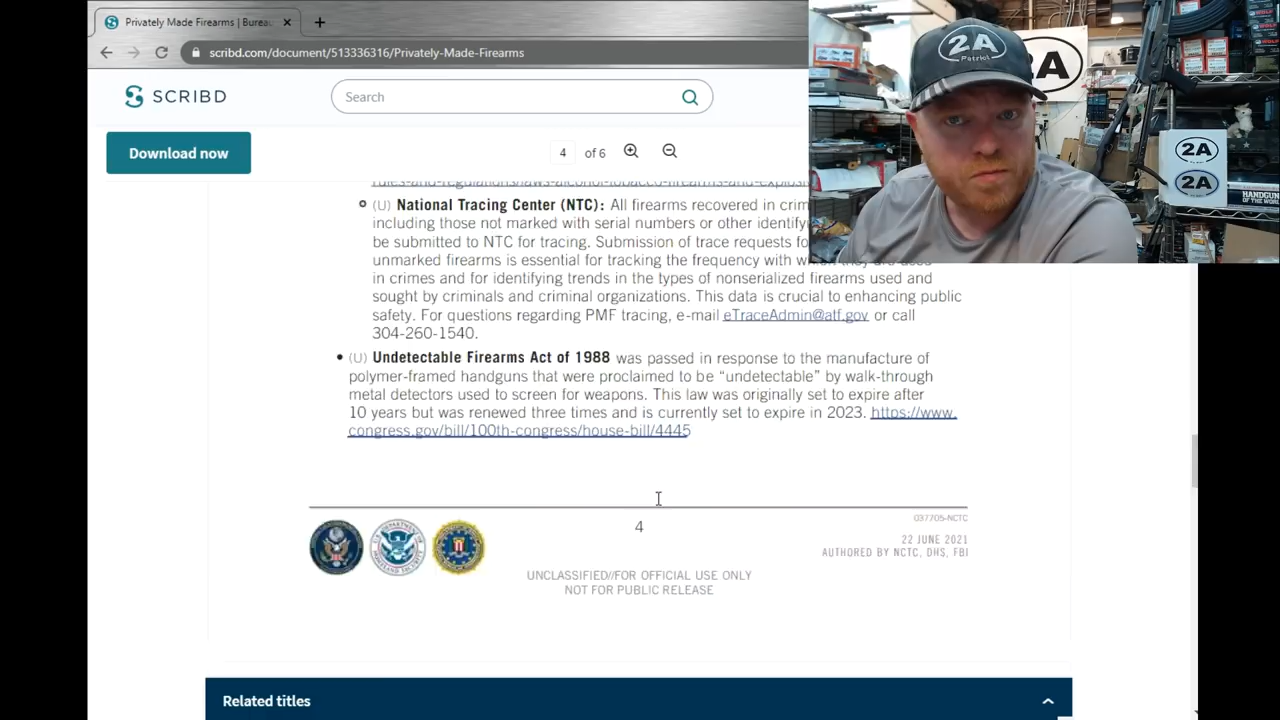 Privately Made Firearms | Burea
scribd.com/document/513336316/Privately-Made-Firearms
SCRIBD
Search
Download now
4 of 6
(U) National Tracing Center (NTC): All firearms recovered in crim
including those not marked with serial numbers or other identify
be submitted to NTC for tracing. Submission of trace requests fo
unmarked firearms is essential for tracking the frequency with which they are used
in crimes and for identifying trends in the types of nonserialized firearms used and
sought by criminals and criminal organizations. This data is crucial to enhancing public
safety. For questions regarding PMF tracing, e-mail eTraceAdmin@atf.gov or call
304-260-1540.
• (U) Undetectable Firearms Act of 1988 was passed in response to the manufacture of
polymer-framed handguns that were proclaimed to be “undetectable” by walk-through
metal detectors used to screen for weapons. This law was originally set to expire after
10 years but was renewed three times and is currently set to expire in 2023. https://www.
congress.gov/bill/100th-congress/house-bill/4445
4
037705-NCTC
22 JUNE 2021
AUTHORED BY NCTC, DHS, FBI
UNCLASSIFIED//FOR OFFICIAL USE ONLY
NOT FOR PUBLIC RELEASE
Related titles
2A
Patriot
A
2A
2A
HANDGUNS
OF THE WORLD